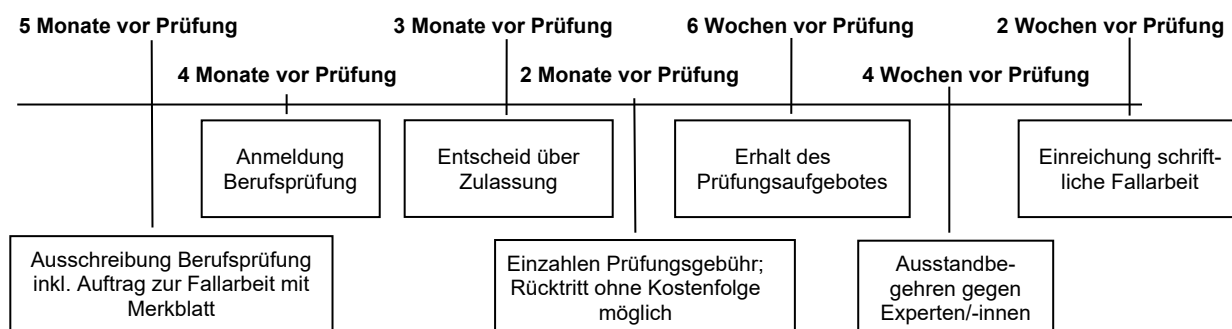 5 Monate vor Prüfung
3 Monate vor Prüfung
6 Wochen vor Prüfung
2 Wochen vor Prüfung
4 Monate vor Prüfung
2 Monate vor Prüfung
4 Wochen vor Prüfung
Anmeldung
Berufsprüfung
Entscheid über
Zulassung
Erhalt des
Prüfungsaufgebotes
Einreichung schrift-
liche Fallarbeit
Ausschreibung Berufsprüfung
inkl. Auftrag zur Fallarbeit mit
Merkblatt
Einzahlen Prüfungsgebühr;
Rücktritt ohne Kostenfolge
möglich
Ausstandbe-
gehren gegen
Experten/-innen